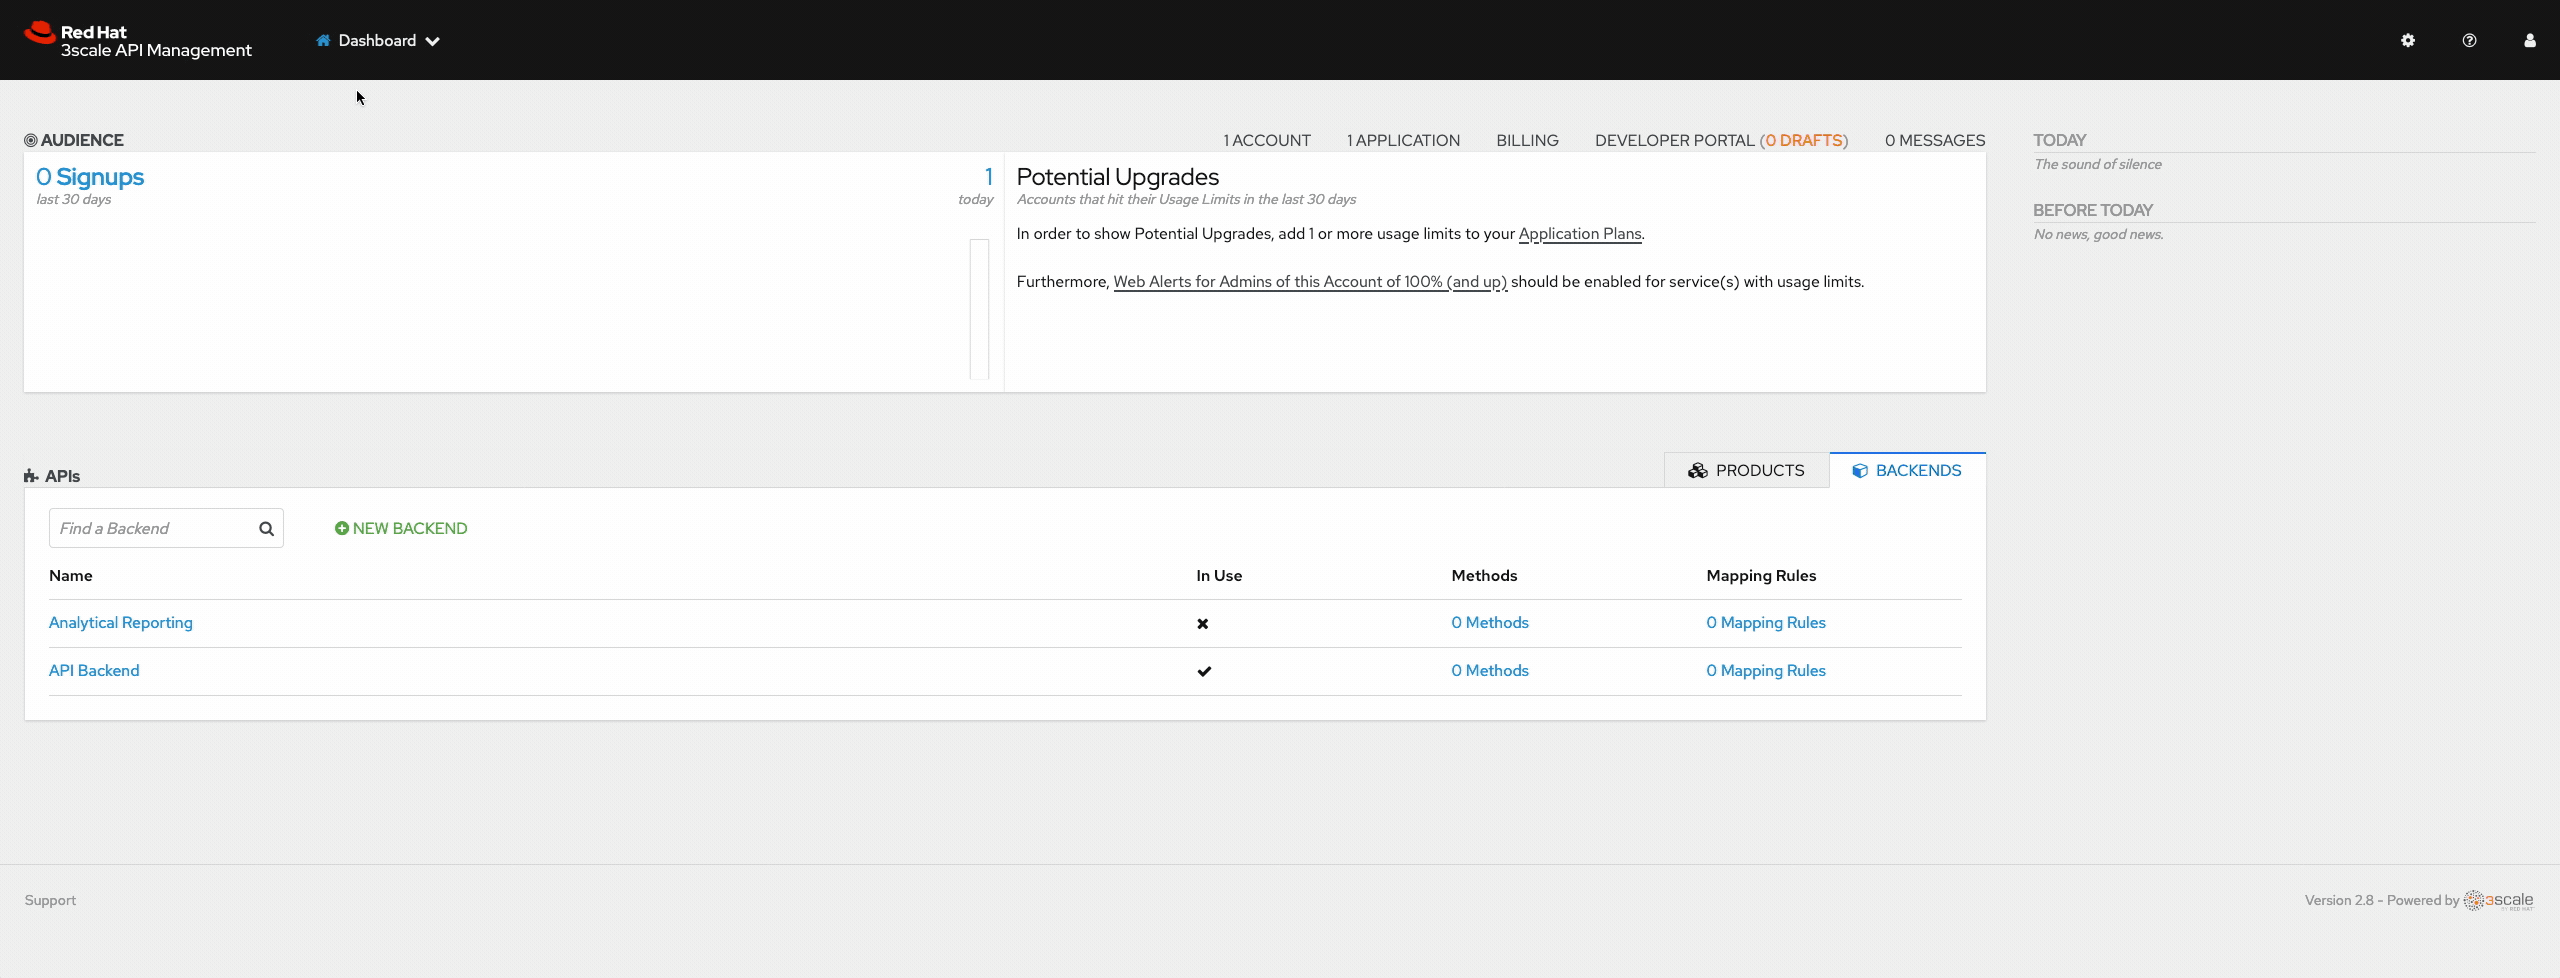 Red Hat
3scale API Management
Dashboard
AUDIENCE
1 ACCOUNT
1 APPLICATION
BILLING
DEVELOPER PORTAL (0 DRAFTS)
0 MESSAGES
0 Signups
last 30 days
1
today
Potential Upgrades
Accounts that hit their Usage Limits in the last 30 days
In order to show Potential Upgrades, add 1 or more usage limits to your Application Plans.
Furthermore, Web Alerts for Admins of this Account of 100% (and up) should be enabled for service(s) with usage limits.
TODAY
The sound of silence
BEFORE TODAY
No news, good news.
APIs
PRODUCTS
BACKENDS
Find a Backend
NEW BACKEND
Name In Use Methods Mapping Rules
Analytical Reporting 0 Methods 0 Mapping Rules
API Backend 0 Methods 0 Mapping Rules
Support
Version 2.8 - Powered by 3scale
BY RED HAT